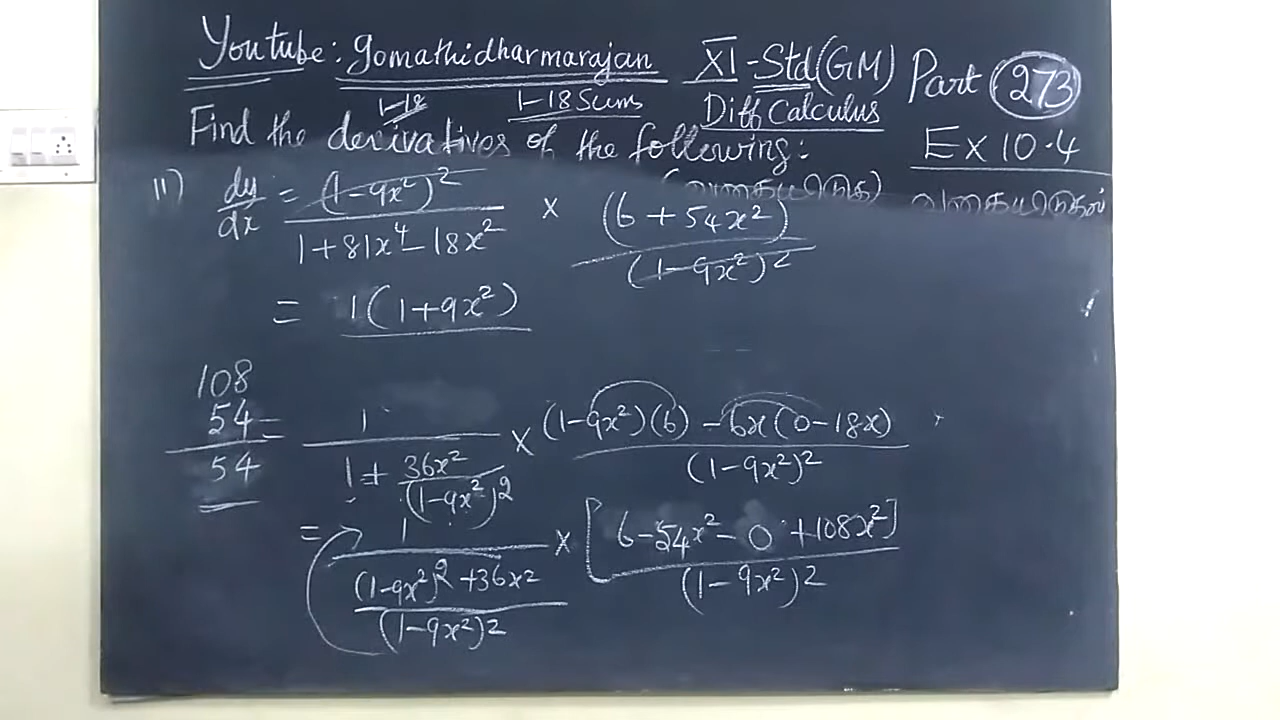 Youtube: gomathidharmarajan XI-Std(GM) Part 273
1-18 1-18 Sums Diff Calculus
Find the derivatives of the following: Ex 10.4
(வகையிடுக) வகையிடுதல்
11) dy/dx = (1-9x²)² / 1+81x⁴-18x² × (6+54x²) / (1-9x²)²
= 1(1+9x²)
108
54
54
= 1 / 1 + 36x²/(1-9x²)² × (1-9x²)(6) - 6x(0-18x) / (1-9x²)²
= 1 / (1-9x²)²+36x² / (1-9x²)² × [6-54x²-0+108x²] / (1-9x²)²